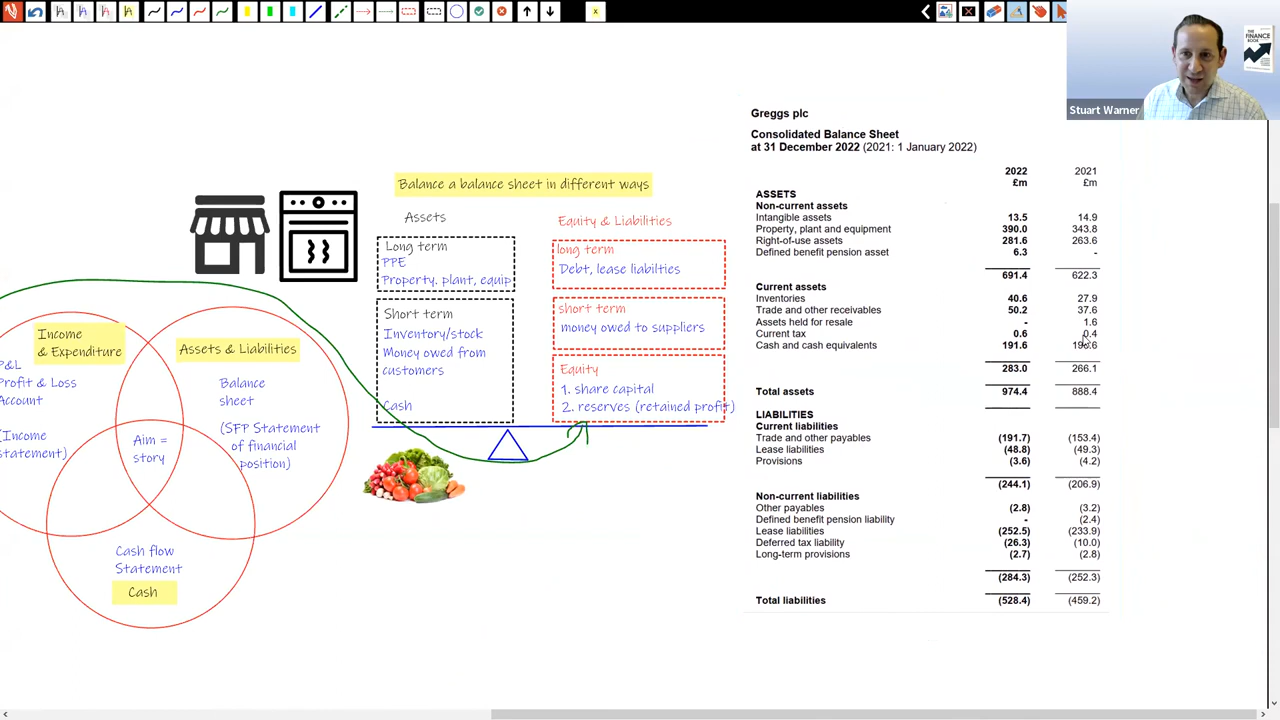 THE
FINANCE
BOOK
Stuart Warner
Balance a balance sheet in different ways
Assets
Equity & Liabilities
Long term
PPE
Property, plant, equip
Short term
Inventory/stock
Money owed from
customers
Cash
long term
Debt, lease liabilties
short term
money owed to suppliers
Equity
1. share capital
2. reserves (retained profit)
Income
& Expenditure
P&L
Profit & Loss
Account
(Income
statement)
Assets & Liabilities
Balance
sheet
(SFP Statement
of financial
position)
Aim =
story
Cash flow
Statement
Cash
Greggs plc
Consolidated Balance Sheet
at 31 December 2022 (2021: 1 January 2022)
2022 2021
£m £m
ASSETS
Non-current assets
Intangible assets 13.5 14.9
Property, plant and equipment 390.0 343.8
Right-of-use assets 281.6 263.6
Defined benefit pension asset 6.3 -
691.4 622.3
Current assets
Inventories 40.6 27.9
Trade and other receivables 50.2 37.6
Assets held for resale - 1.6
Current tax 0.6 0.4
Cash and cash equivalents 191.6
283.0 266.1
Total assets 974.4 888.4
LIABILITIES
Current liabilities
Trade and other payables (191.7) (153.4)
Lease liabilities (48.8) (49.3)
Provisions (3.6) (4.2)
(244.1) (206.9)
Non-current liabilities
Other payables (2.8) (3.2)
Defined benefit pension liability - (2.4)
Lease liabilities (252.5) (233.9)
Deferred tax liability (26.3) (10.0)
Long-term provisions (2.7) (2.8)
(284.3) (252.3)
Total liabilities (528.4) (459.2)